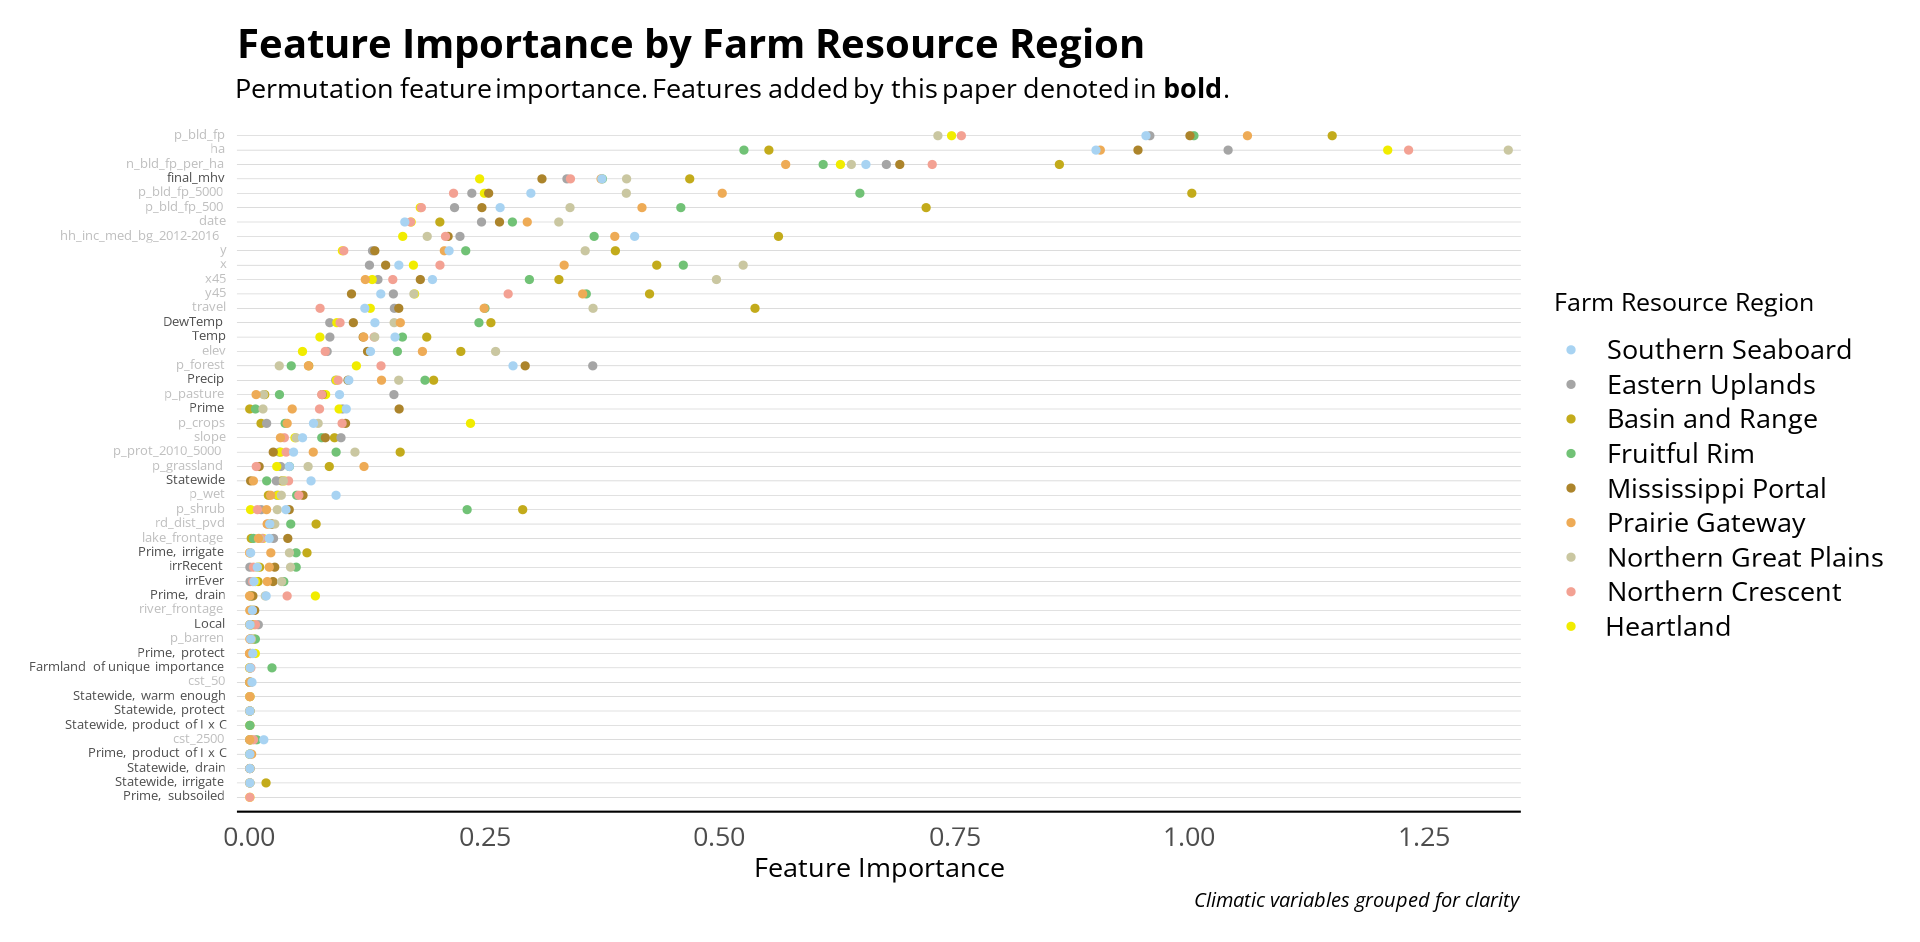 Feature Importance by Farm Resource Region
Permutation feature importance. Features added by this paper denoted in bold.
p_bld_fp
ha
n_bld_fp_per_ha
final_mhv
p_bld_fp_5000
p_bld_fp_500
date
hh_inc_med_bg_2012-2016
y
x
x45
y45
travel
DewTemp
Temp
elev
p_forest
Precip
p_pasture
Prime
p_crops
slope
p_prot_2010_5000
p_grassland
Statewide
p_wet
p_shrub
rd_dist_pvd
lake_frontage
Prime, irrigate
irrRecent
irrEver
Prime, drain
river_frontage
Local
p_barren
Prime, protect
Farmland of unique importance
cst_50
Statewide, warm enough
Statewide, protect
Statewide, product of I x C
cst_2500
Prime, product of I x C
Statewide, drain
Statewide, irrigate
Prime, subsoiled
0.00 0.25 0.50 0.75 1.00 1.25
Feature Importance
Climatic variables grouped for clarity
Farm Resource Region
Southern Seaboard
Eastern Uplands
Basin and Range
Fruitful Rim
Mississippi Portal
Prairie Gateway
Northern Great Plains
Northern Crescent
Heartland